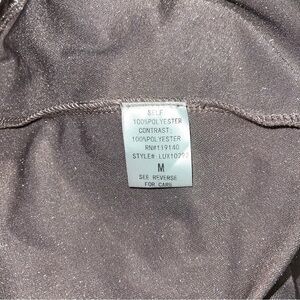 SELF
100%POLYESTER
CONTRAST:
100%POLYESTER
RN#119140
STYLE#
M
SEE REVERSE
FOR CARE